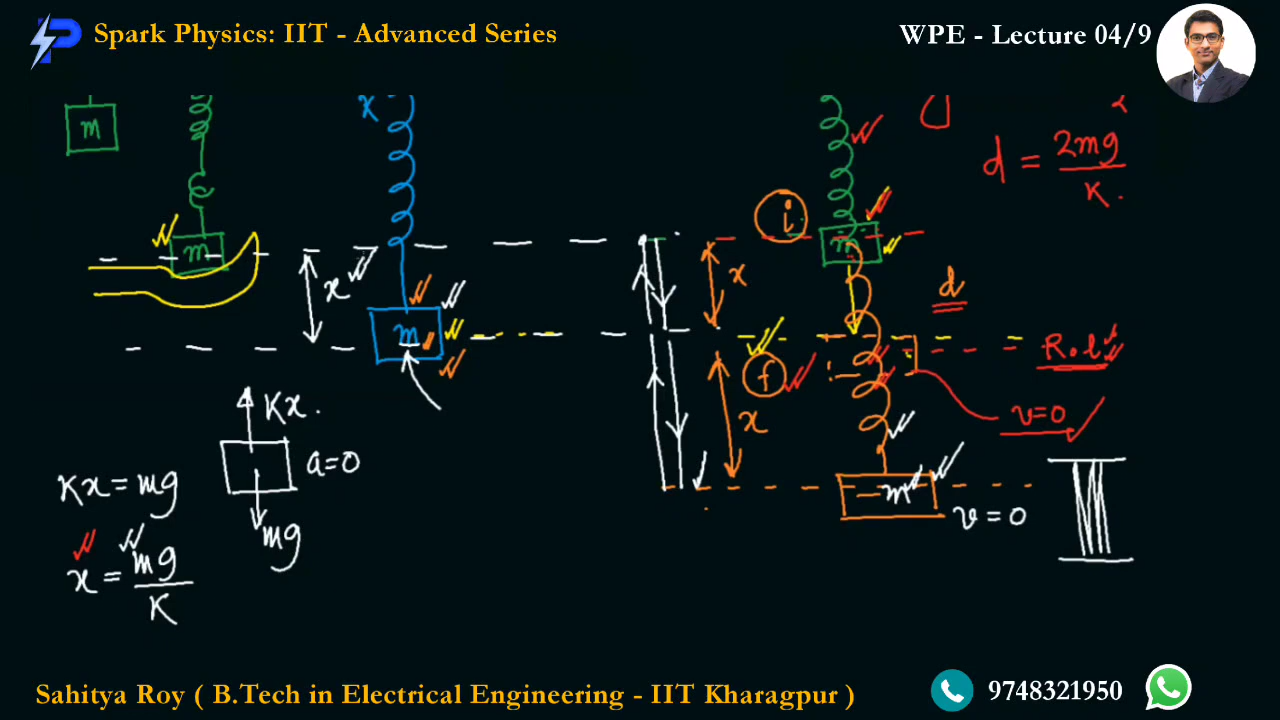 Spark Physics: IIT - Advanced Series
WPE - Lecture 04/9
m
K
m
x
m
Kx
a=0
mg
Kx = mg
x = mg/K
i
m
x
d
f
x
R.L
v=0
m
v = 0
d = 2mg/K.
Sahitya Roy ( B.Tech in Electrical Engineering - IIT Kharagpur )
9748321950